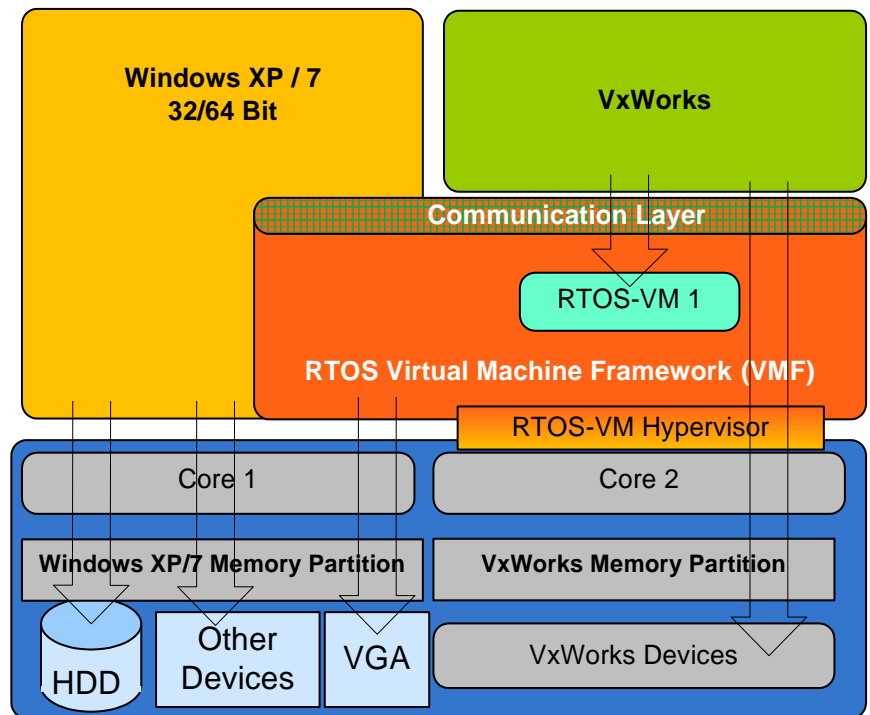 Windows XP / 7
32/64 Bit
VxWorks
Communication Layer
RTOS-VM 1
RTOS Virtual Machine Framework (VMF)
RTOS-VM Hypervisor
Core 1
Core 2
Windows XP/7 Memory Partition
VxWorks Memory Partition
HDD
Other
Devices
VGA
VxWorks Devices